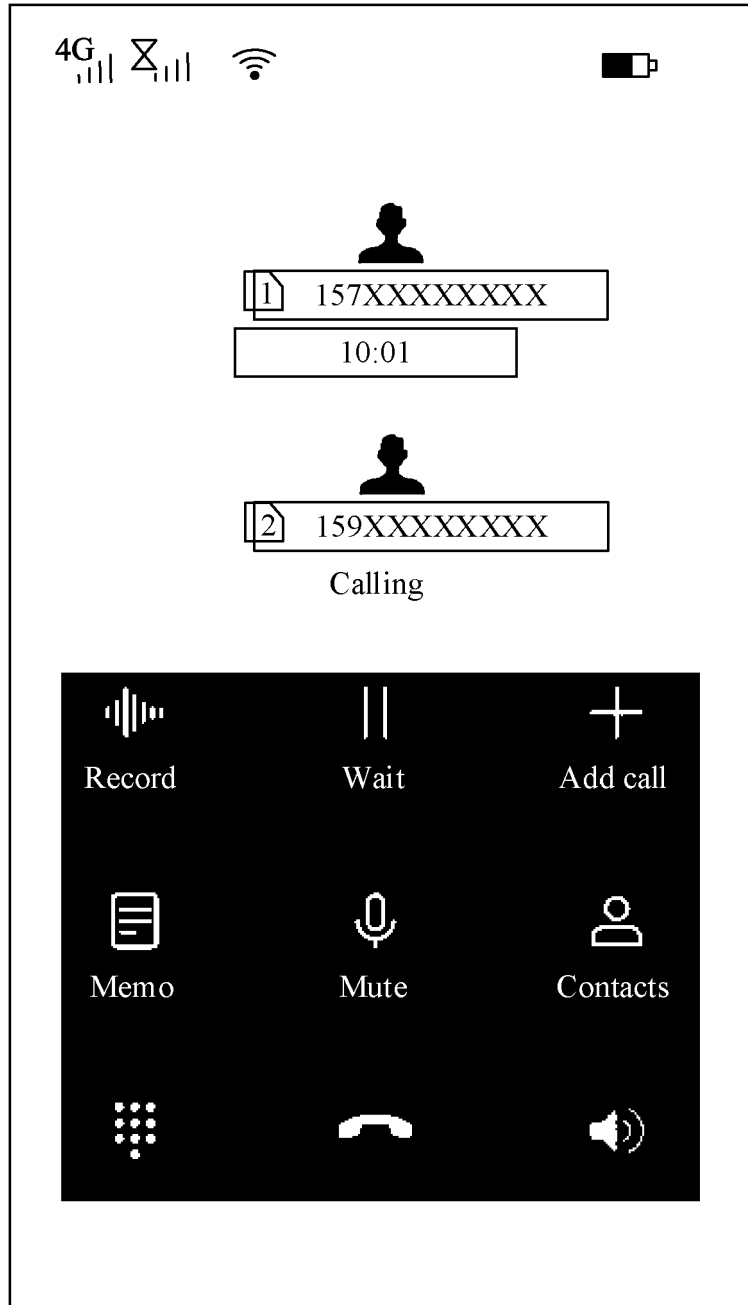 4G
1 157XXXXXXXX
10:01
2 159XXXXXXXX
Calling
Record Wait Add call
Memo Mute Contacts